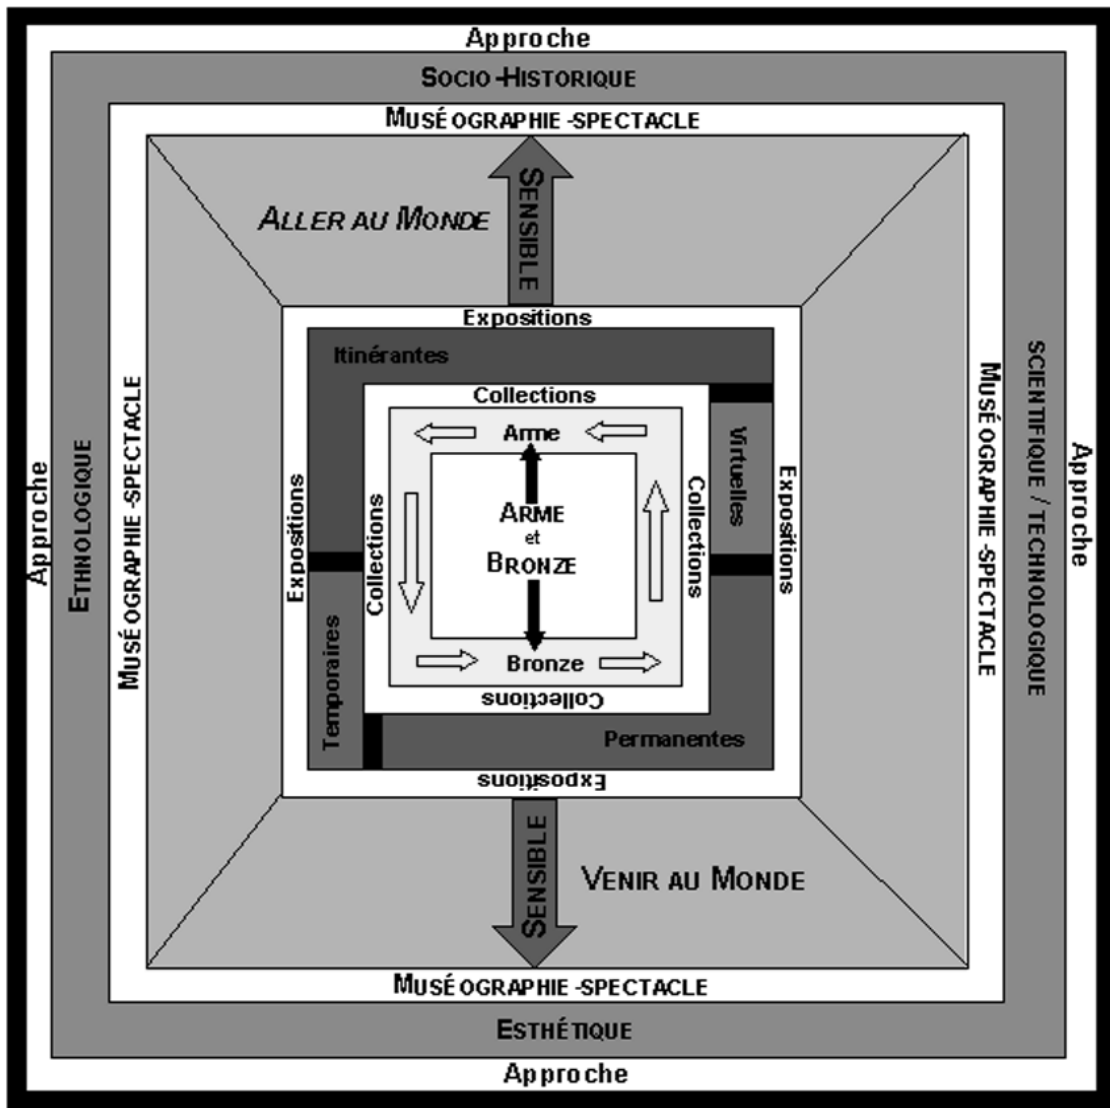 Approche
SOCIO-HISTORIQUE
MUSÉOGRAPHIE-SPECTACLE
SENSIBLE
ALLER AU MONDE
Expositions
Itinérantes
Collections
Arme
ARME
et
BRONZE
Bronze
Collections
Collections
Collections
Virtuelles
Expositions
Expositions
Temporaires
Permanentes
Expositions
Approche
ETHNOLOGIQUE
MUSÉOGRAPHIE-SPECTACLE
MUSÉOGRAPHIE-SPECTACLE
SCIENTIFIQUE / TECHNOLOGIQUE
Approche
SENSIBLE
VENIR AU MONDE
MUSÉOGRAPHIE-SPECTACLE
ESTHÉTIQUE
Approche